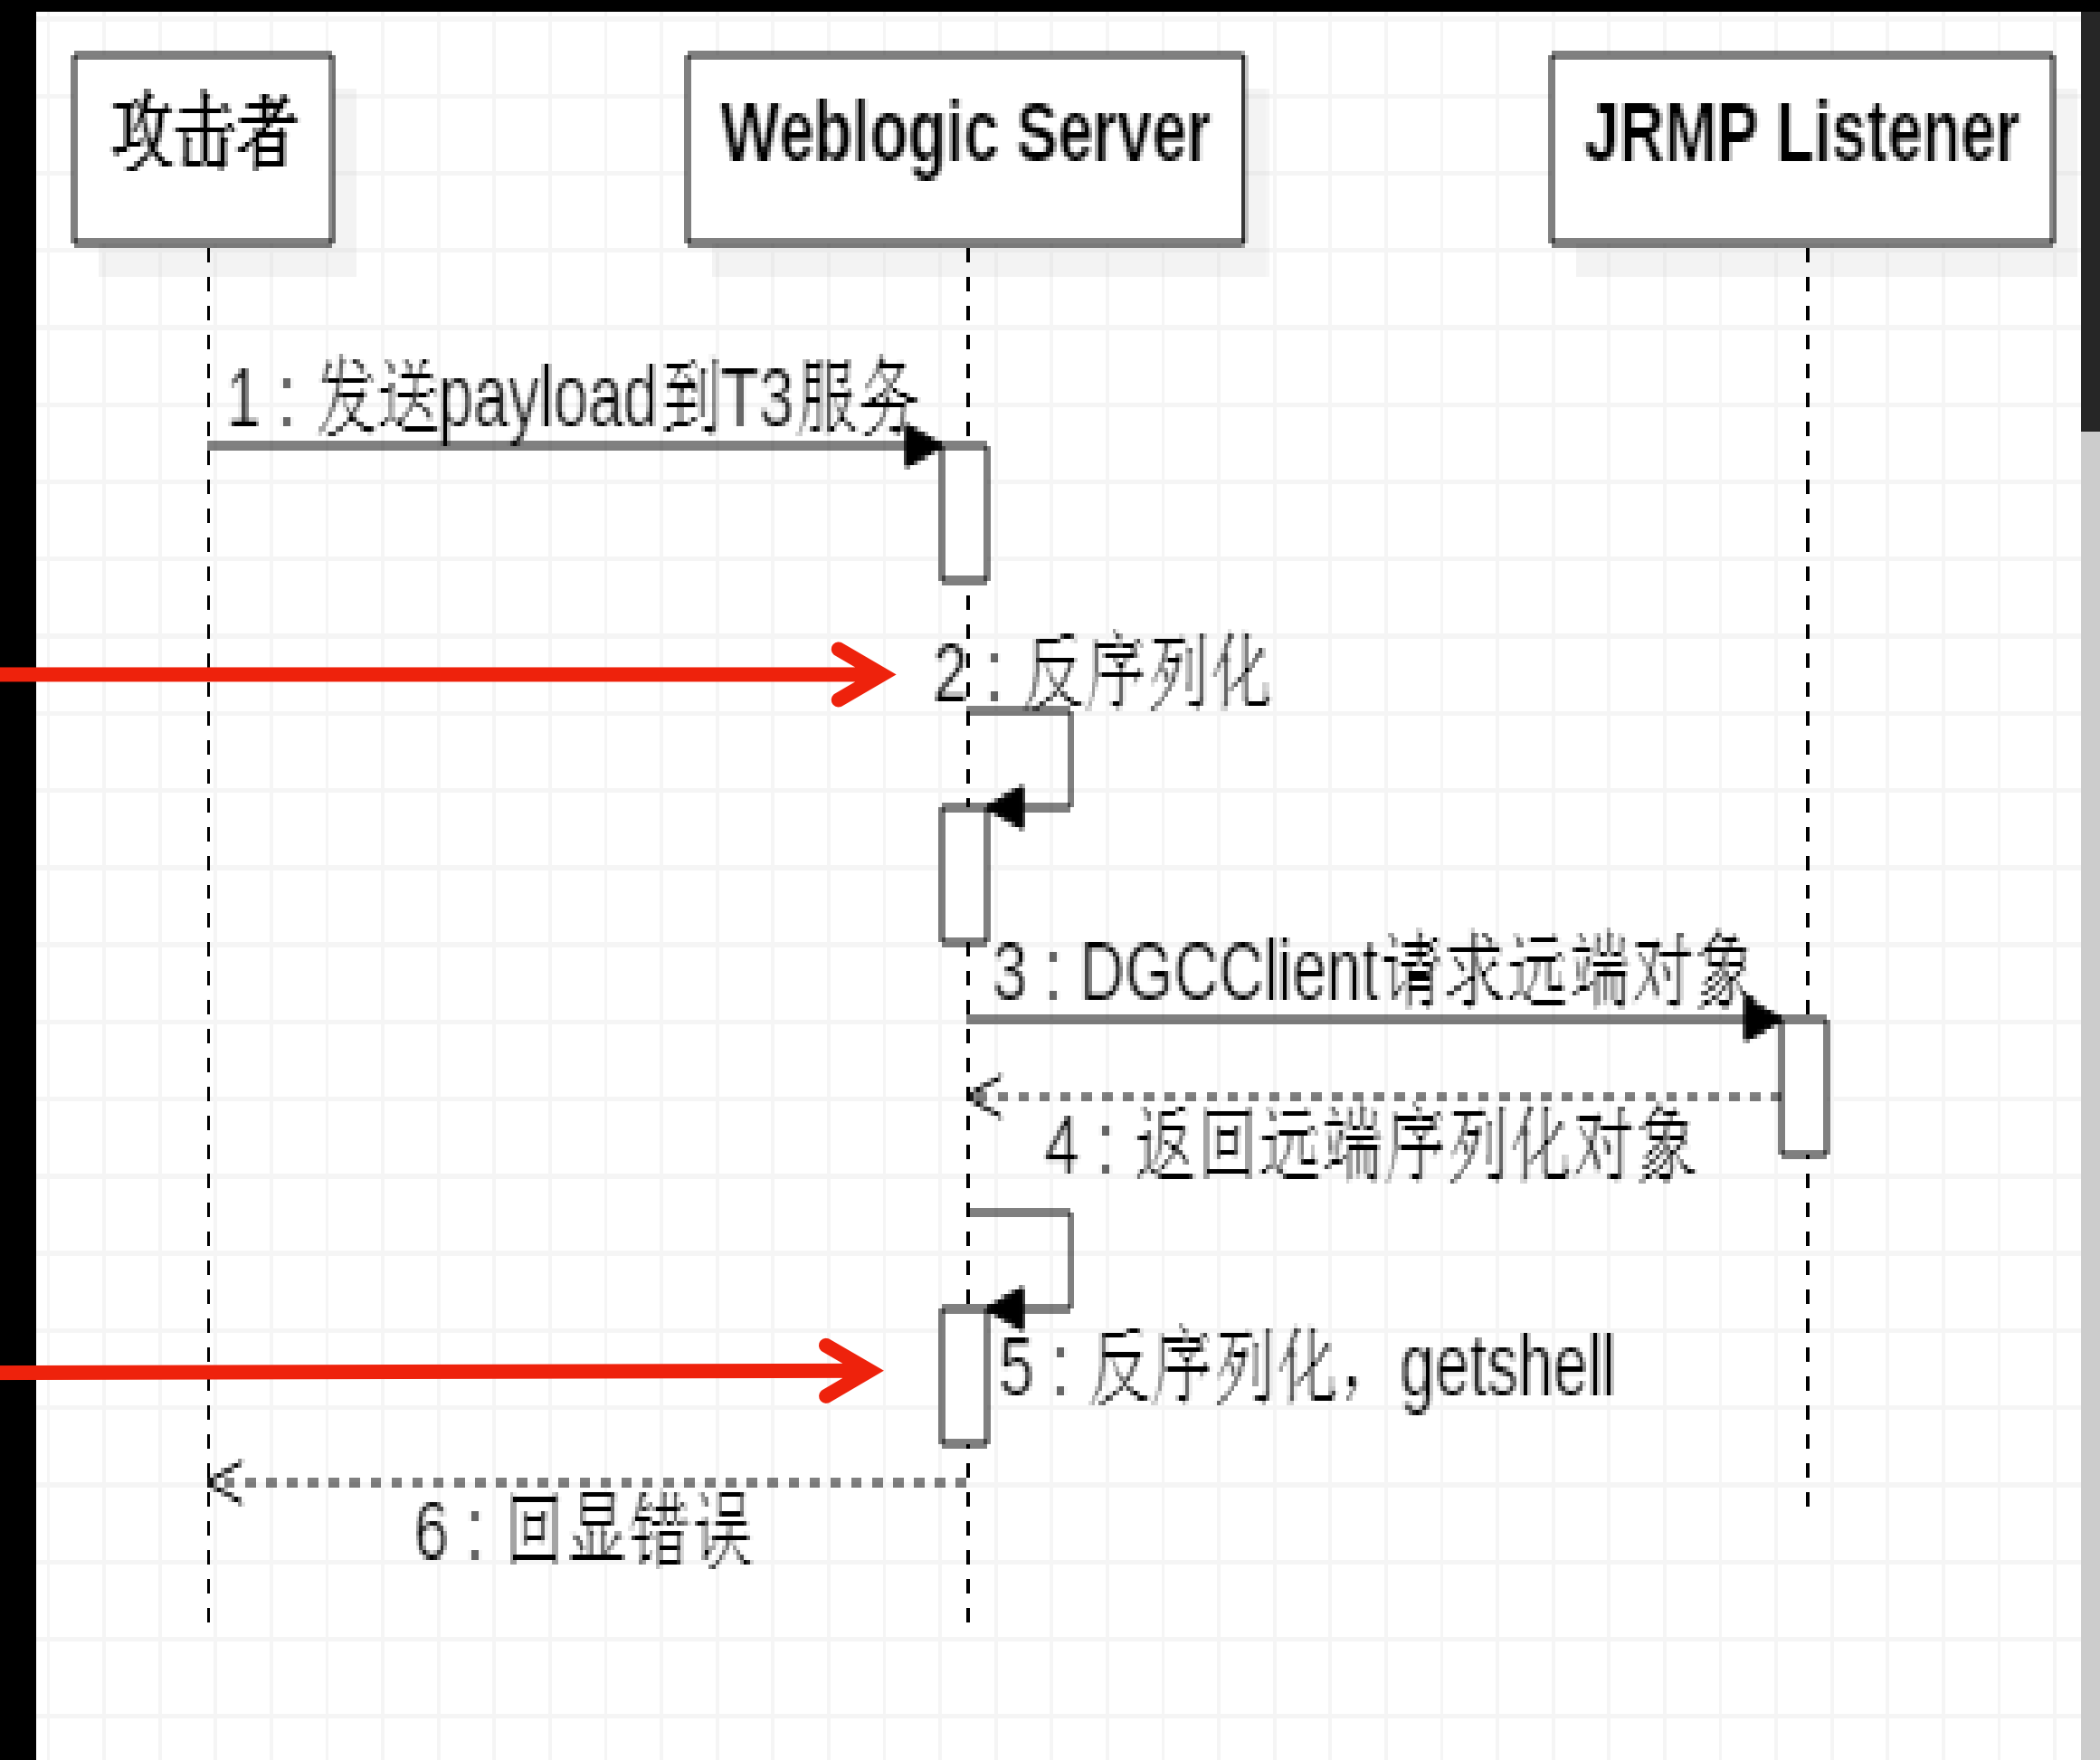 攻击者
Weblogic Server
JRMP Listener
1：发送payload到T3服务
2：反序列化
3：DGCClient请求远端对象
4：返回远端序列化对象
5：反序列化，getshell
6：回显错误